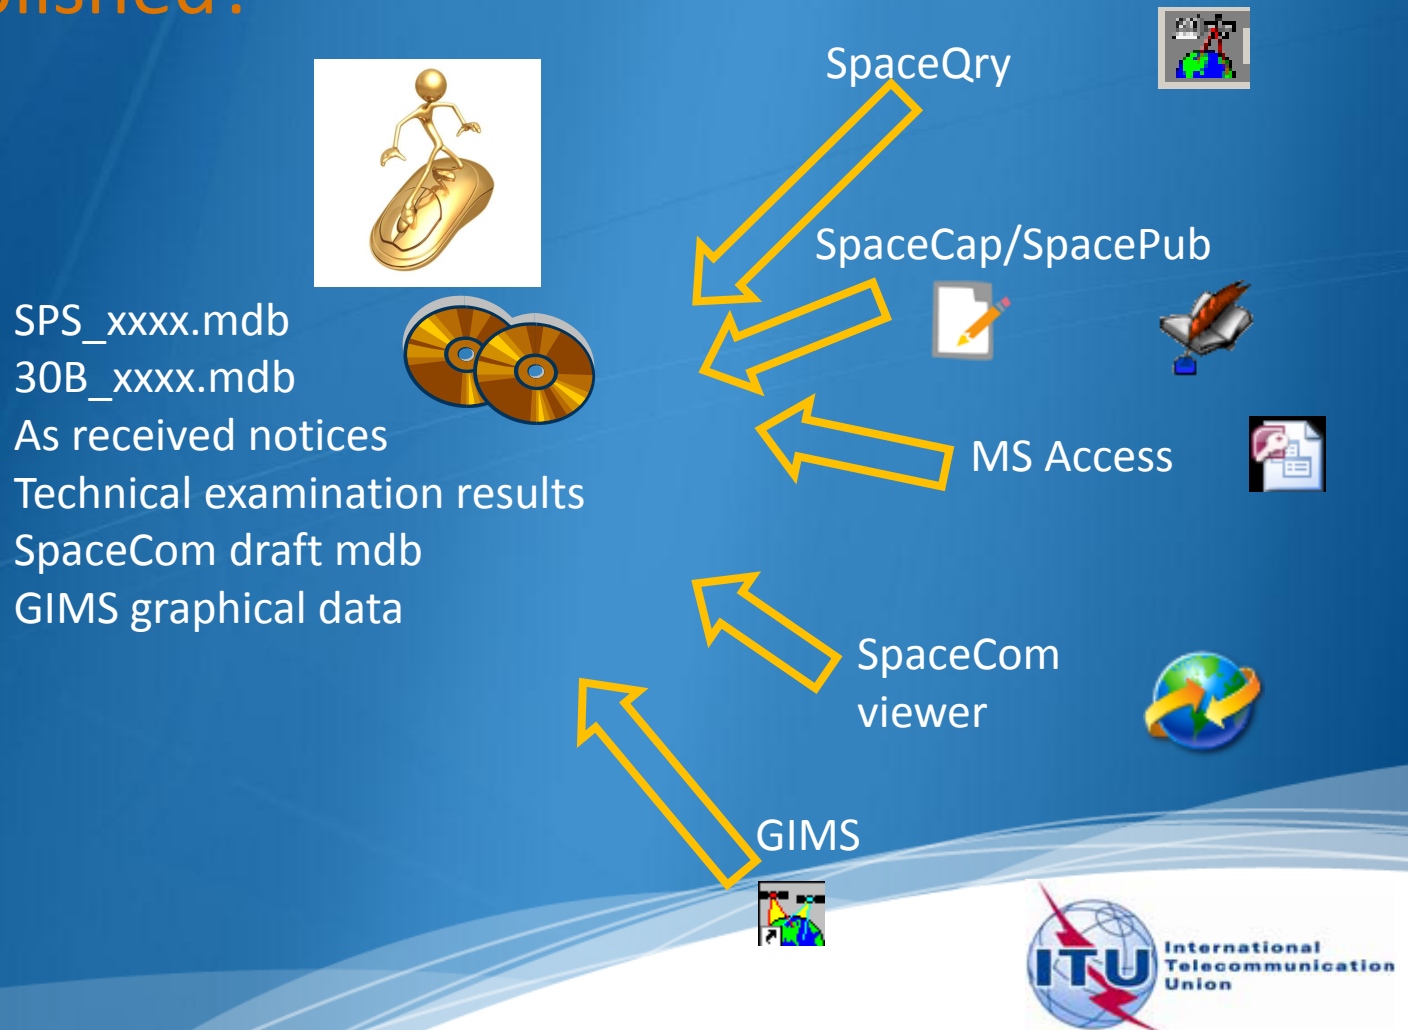 SpaceQry
SpaceCap/SpacePub
SPS_xxxx.mdb
30B_xxxx.mdb
As received notices
Technical examination results
SpaceCom draft mdb
GIMS graphical data
MS Access
SpaceCom
viewer
GIMS
ITU
International
Telecommunication
Union